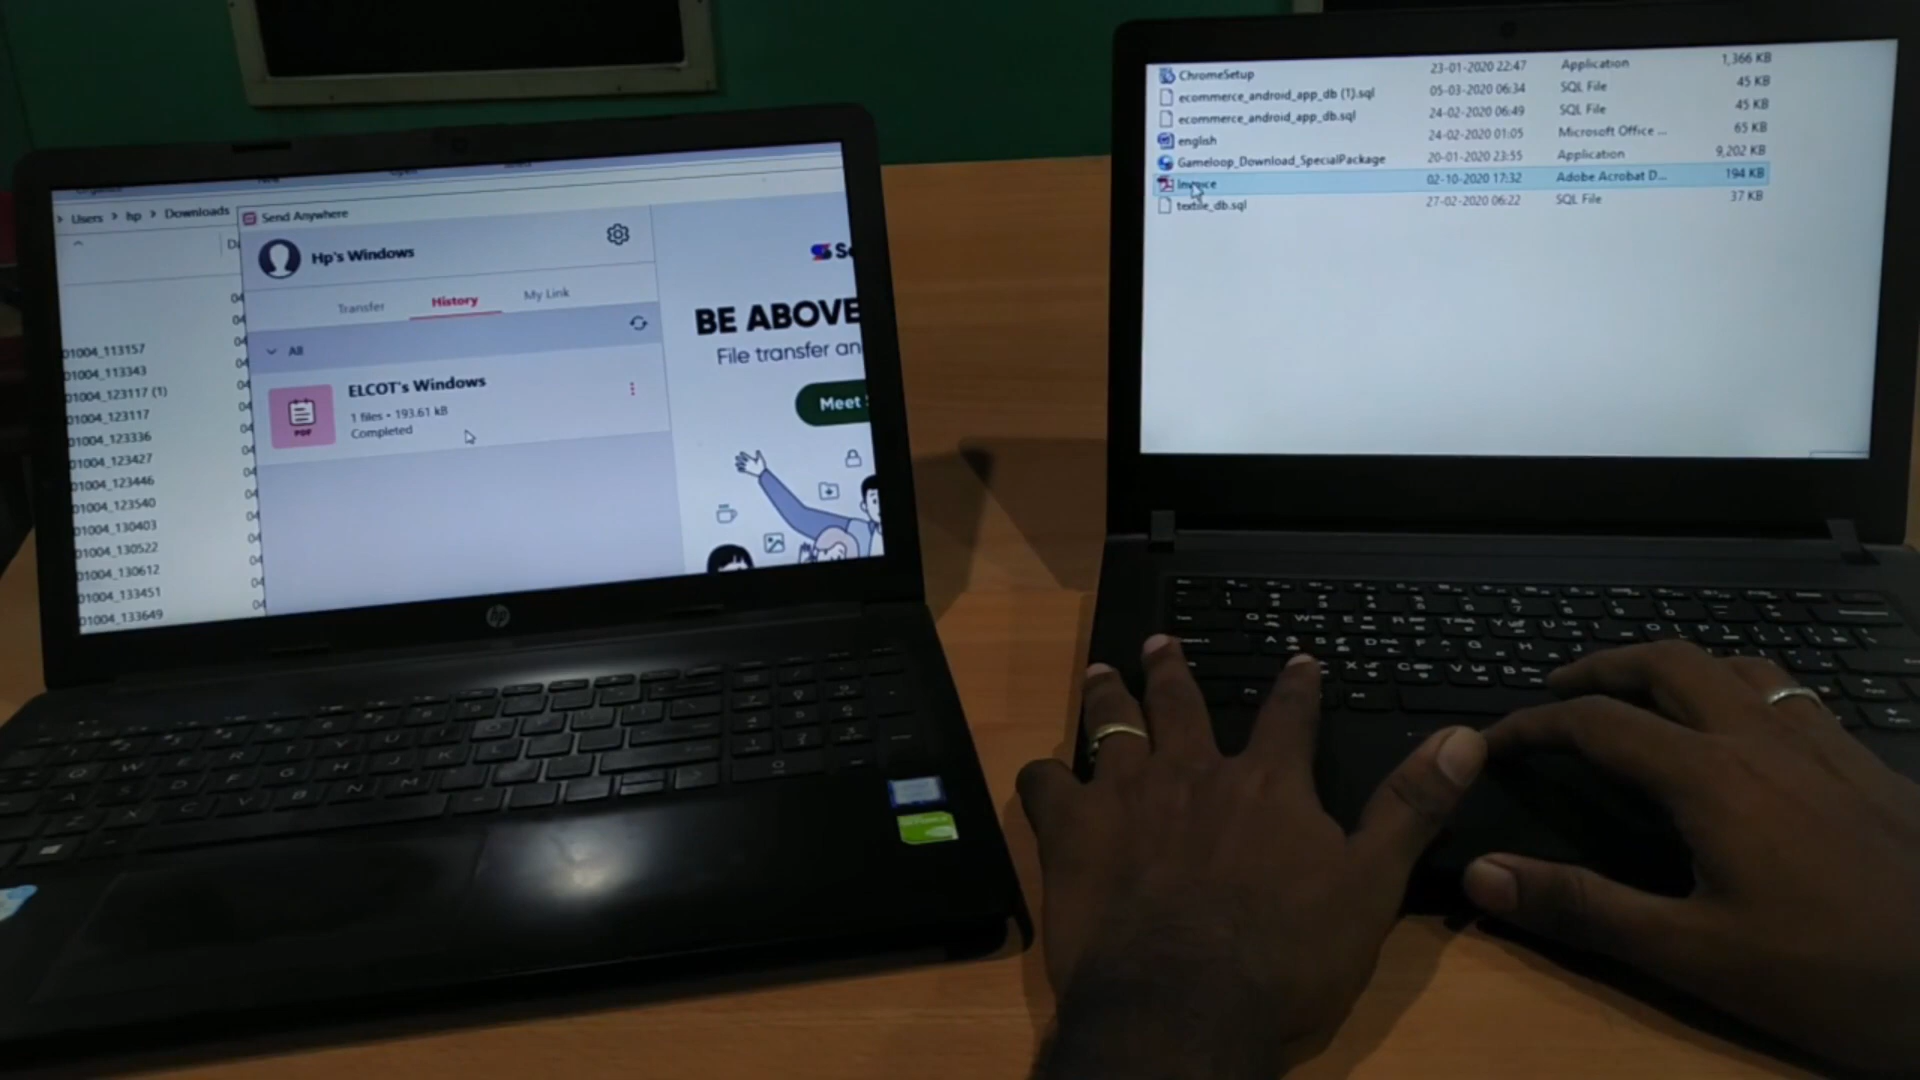 Users > hp > Downloads
Send Anywhere
Hp's Windows
Transfer
History
My Link
All
ELCOT's Windows
1 files • 193.61 kB
Completed
PDF
01004_113157
01004_113343
01004_123117 (1)
01004_123117
01004_123336
01004_123427
01004_123446
01004_123540
01004_130403
01004_130522
01004_130612
01004_133451
01004_133649
BE ABOVE
File transfer an
Meet
hp
ChromeSetup 23-01-2020 22:47 Application 1,366 KB
ecommerce_android_app_db (1).sql 05-03-2020 06:34 SQL File 45 KB
ecommerce_android_app_db.sql 24-02-2020 06:49 SQL File 45 KB
english 24-02-2020 01:05 Microsoft Office ... 65 KB
Gameloop_Download_SpecialPackage 20-01-2020 23:55 Application 9,202 KB
Invoice 02-10-2020 17:32 Adobe Acrobat D... 194 KB
textile_db.sql 27-02-2020 06:22 SQL File 37 KB